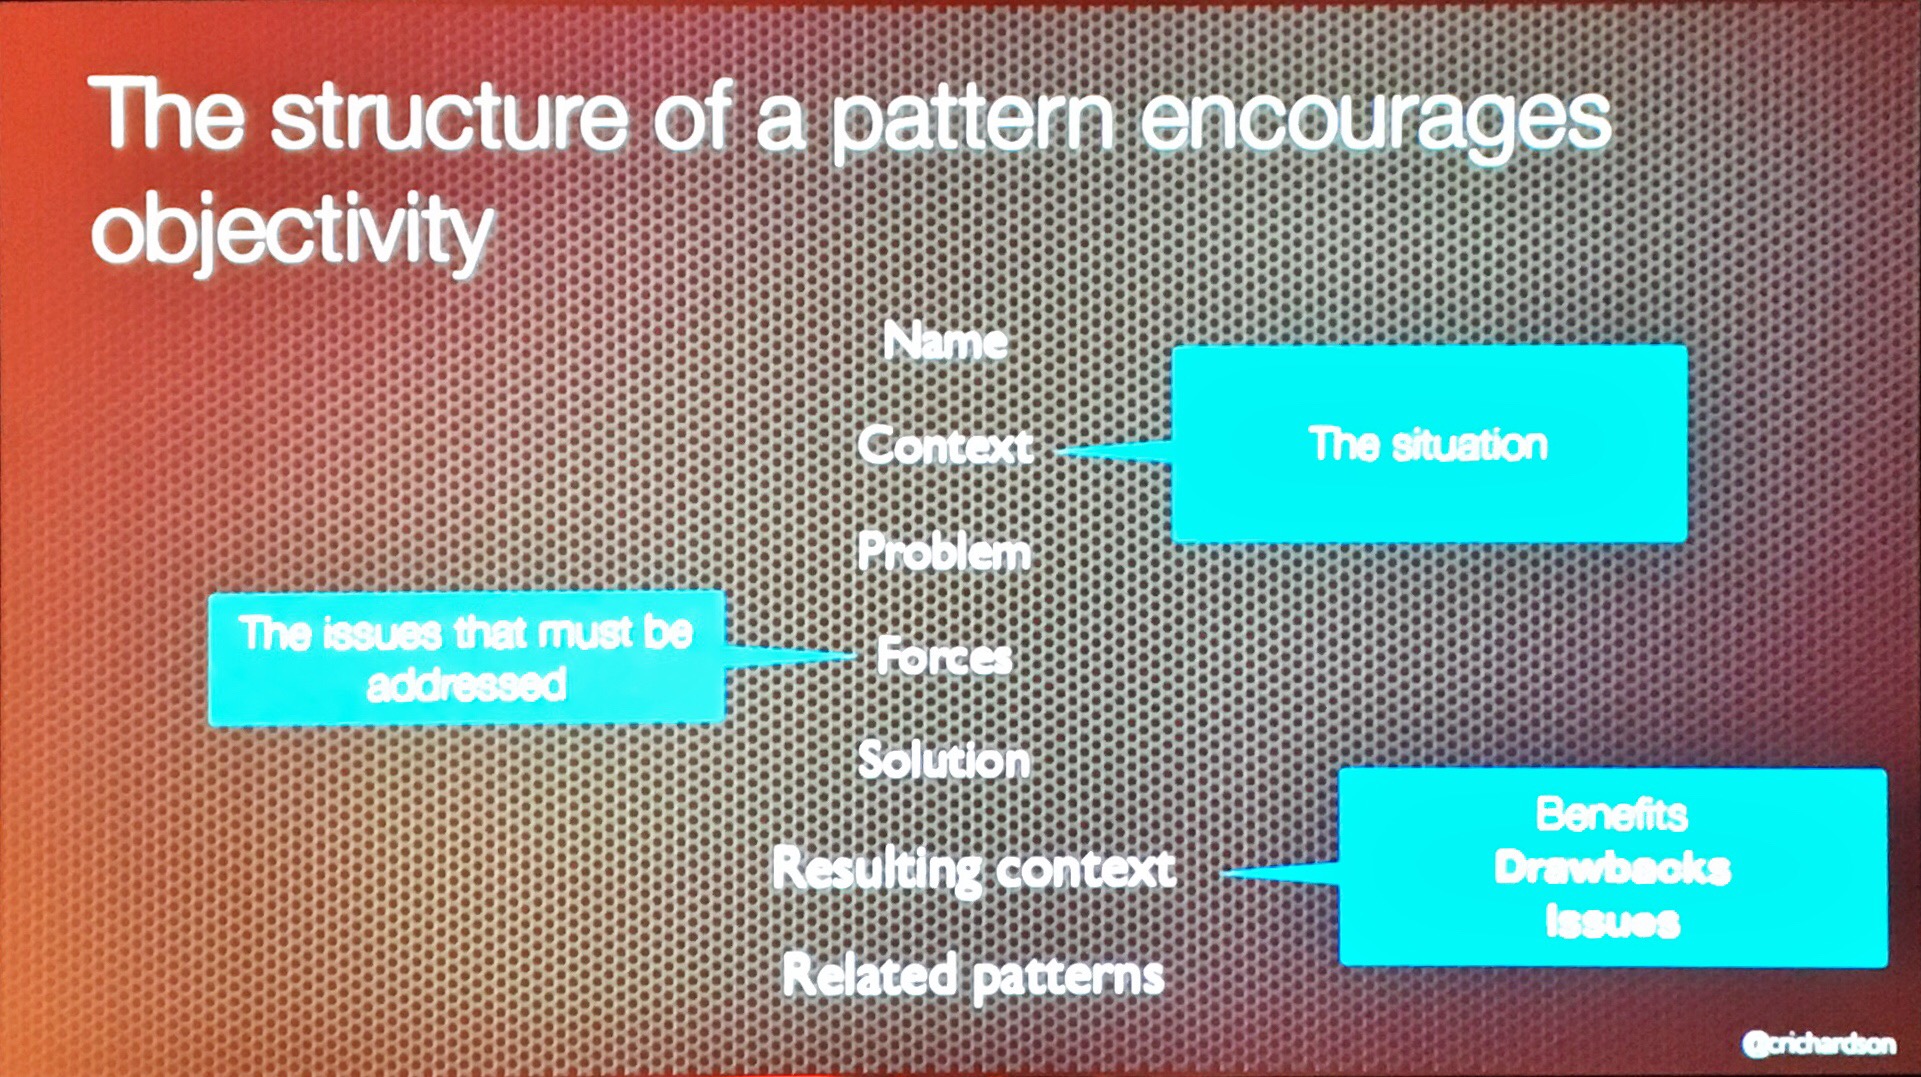 The structure of a pattern encourages
objectivity
Name
Context
The situation
Problem
The issues that must be
addressed
Forces
Solution
Resulting context
Benefits
Drawbacks
Issues
Related patterns
@crichardson